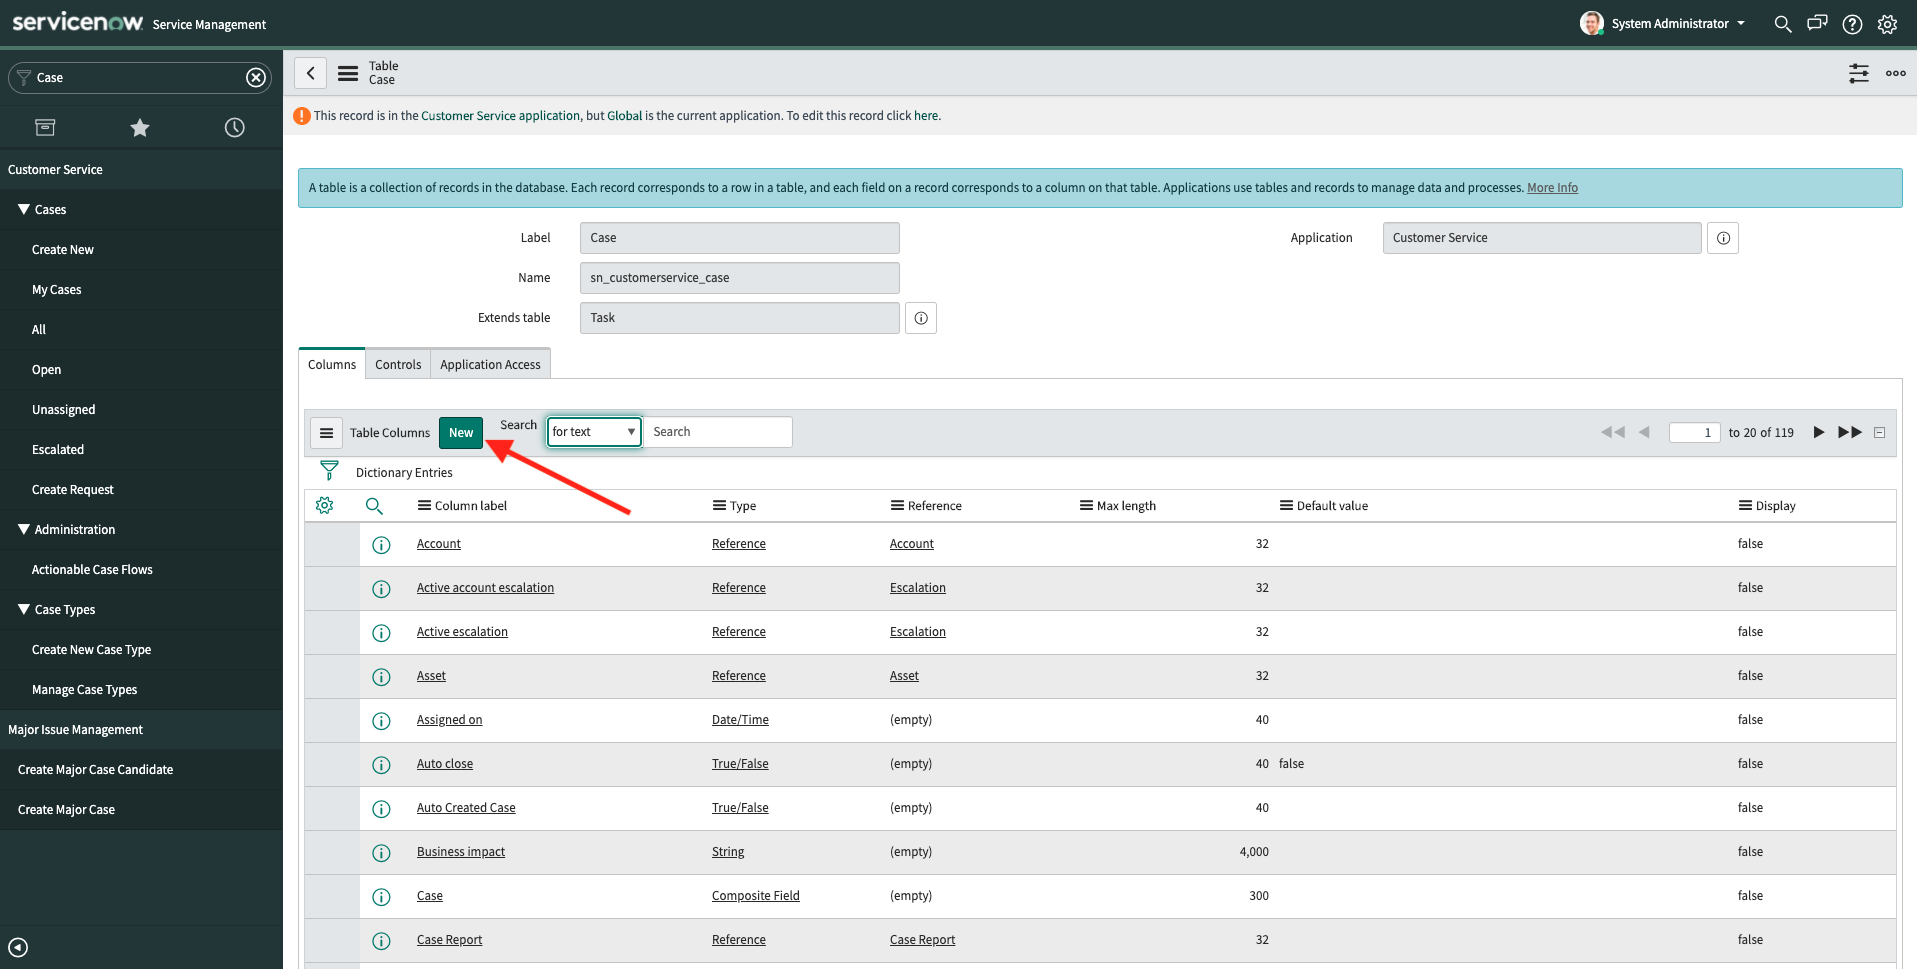 servicenow Service Management
System Administrator
Case
Customer Service
Cases
Create New
My Cases
All
Open
Unassigned
Escalated
Create Request
Administration
Actionable Case Flows
Case Types
Create New Case Type
Manage Case Types
Major Issue Management
Create Major Case Candidate
Create Major Case
Table
Case
This record is in the Customer Service application, but Global is the current application. To edit this record click here.
A table is a collection of records in the database. Each record corresponds to a row in a table, and each field on a record corresponds to a column on that table. Applications use tables and records to manage data and processes. More Info
Label Case
Application Customer Service
Name sn_customerservice_case
Extends table Task
Columns Controls Application Access
Table Columns New Search for text Search 1 to 20 of 119
Dictionary Entries
Column label Type Reference Max length Default value Display
Account Reference Account 32 false
Active account escalation Reference Escalation 32 false
Active escalation Reference Escalation 32 false
Asset Reference Asset 32 false
Assigned on Date/Time (empty) 40 false
Auto close True/False (empty) 40 false false
Auto Created Case True/False (empty) 40 false
Business impact String (empty) 4,000 false
Case Composite Field (empty) 300 false
Case Report Reference Case Report 32 false